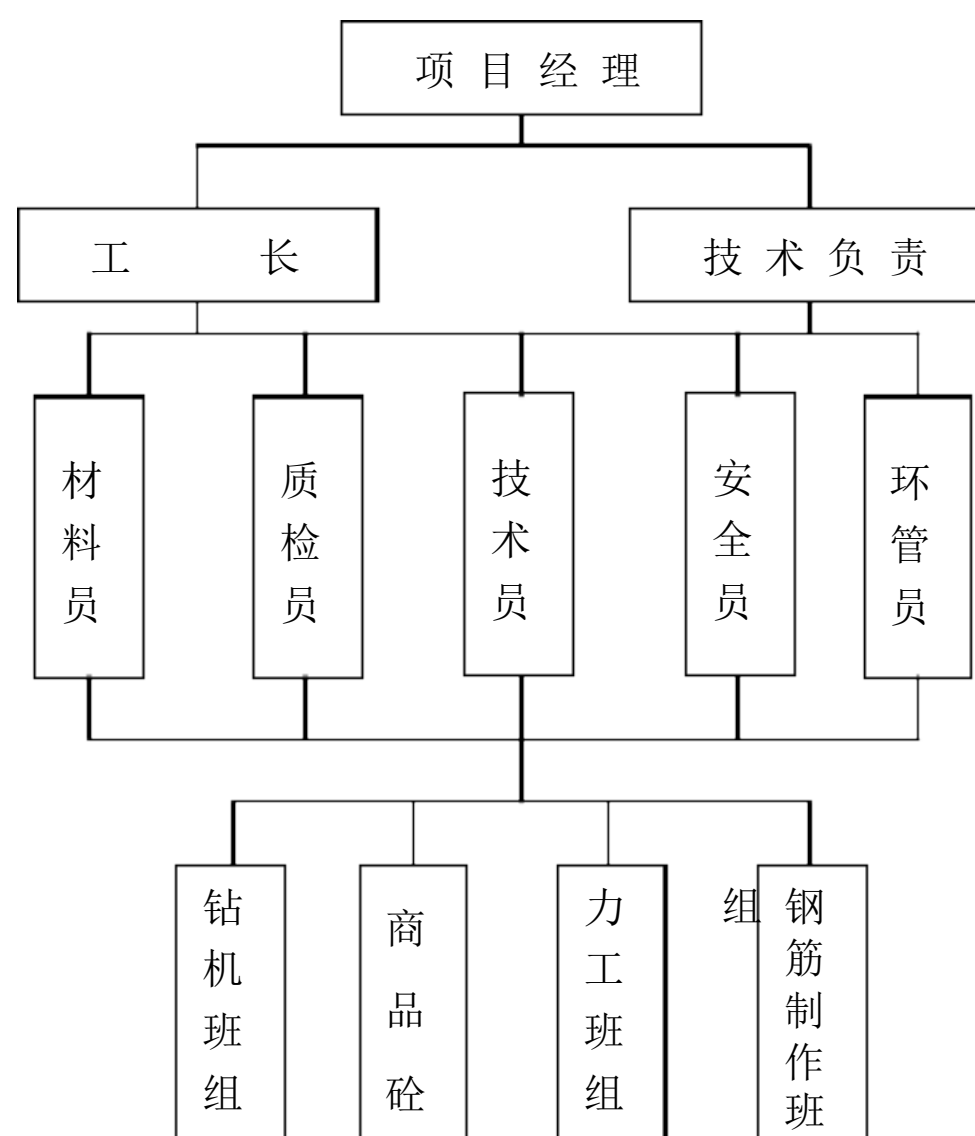 项目经理
工长
技术负责
材料员
质检员
技术员
安全员
环管员
钻机班组
商品砼
力工班组
钢筋制作班
组